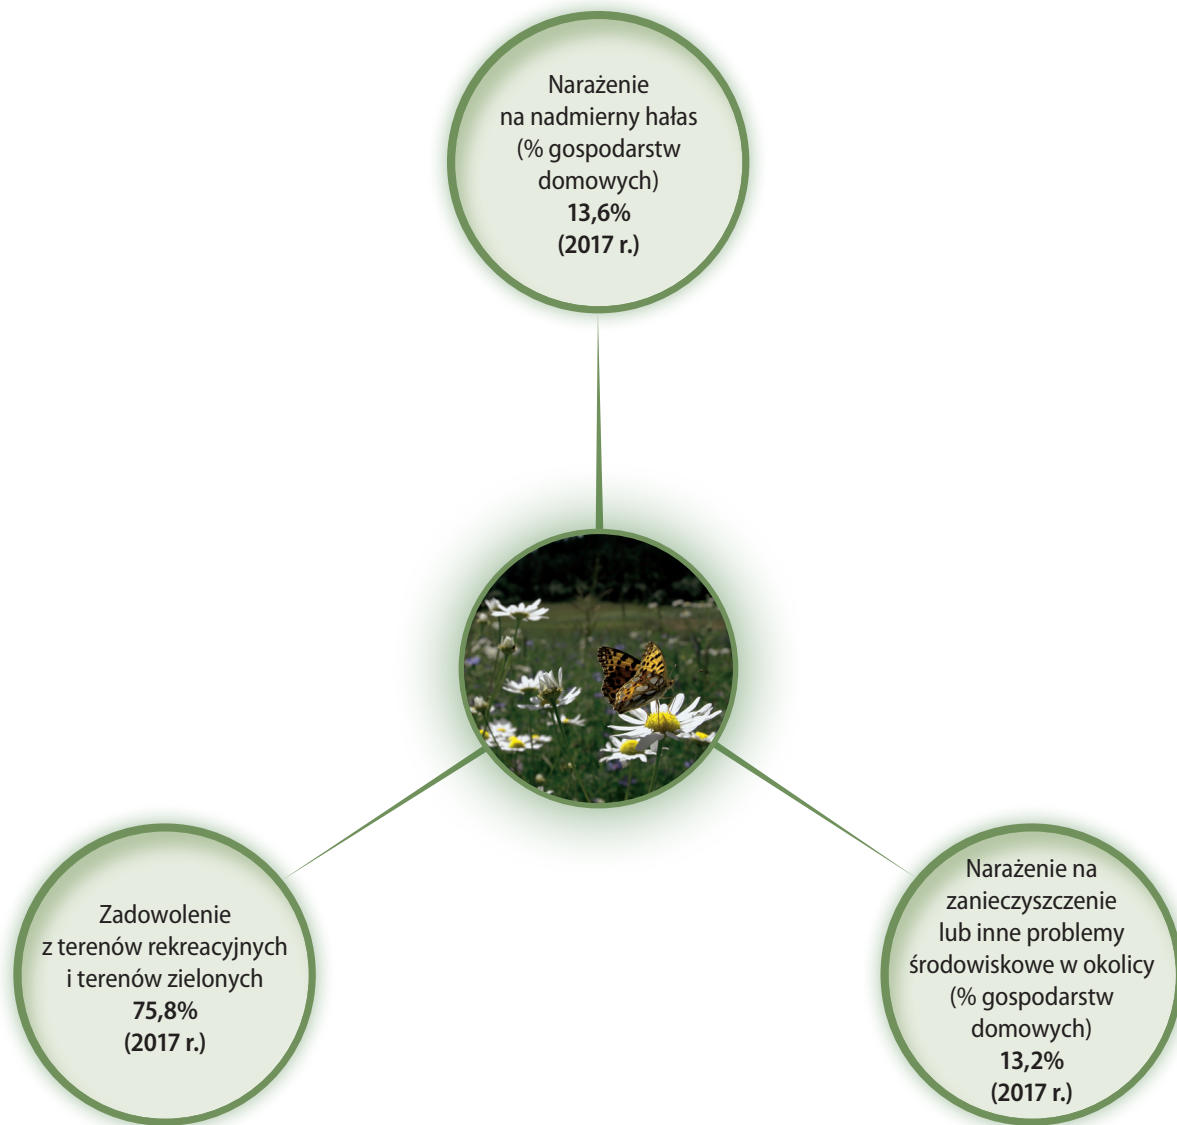 Narażenie
na nadmierny hałas
(% gospodarstw
domowych)
13,6%
(2017 r.)
Zadowolenie
z terenów rekreacyjnych
i terenów zielonych
75,8%
(2017 r.)
Narażenie na
zanieczyszczenie
lub inne problemy
środowiskowe w okolicy
(% gospodarstw
domowych)
13,2%
(2017 r.)